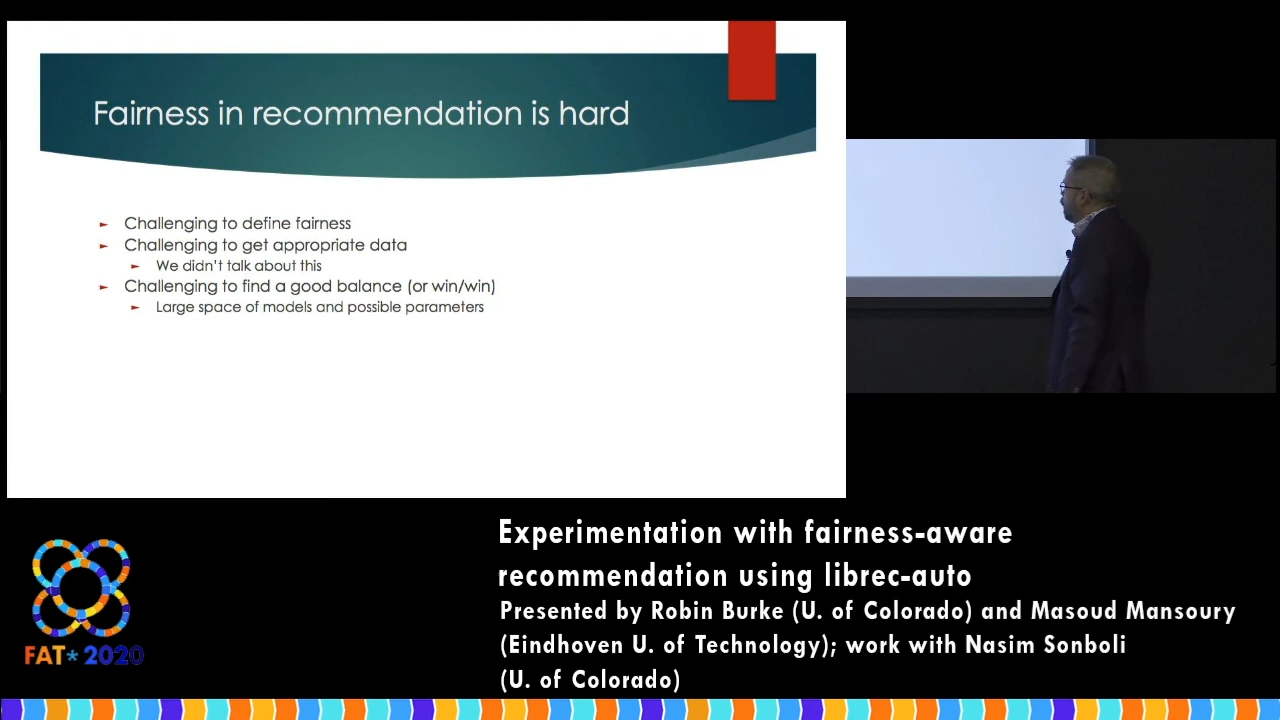 Fairness in recommendation is hard
► Challenging to define fairness
► Challenging to get appropriate data
► We didn't talk about this
► Challenging to find a good balance (or win/win)
► Large space of models and possible parameters
Experimentation with fairness-aware
recommendation using librec-auto
Presented by Robin Burke (U. of Colorado) and Masoud Mansoury
(Eindhoven U. of Technology); work with Nasim Sonboli
(U. of Colorado)
FAT* 2020